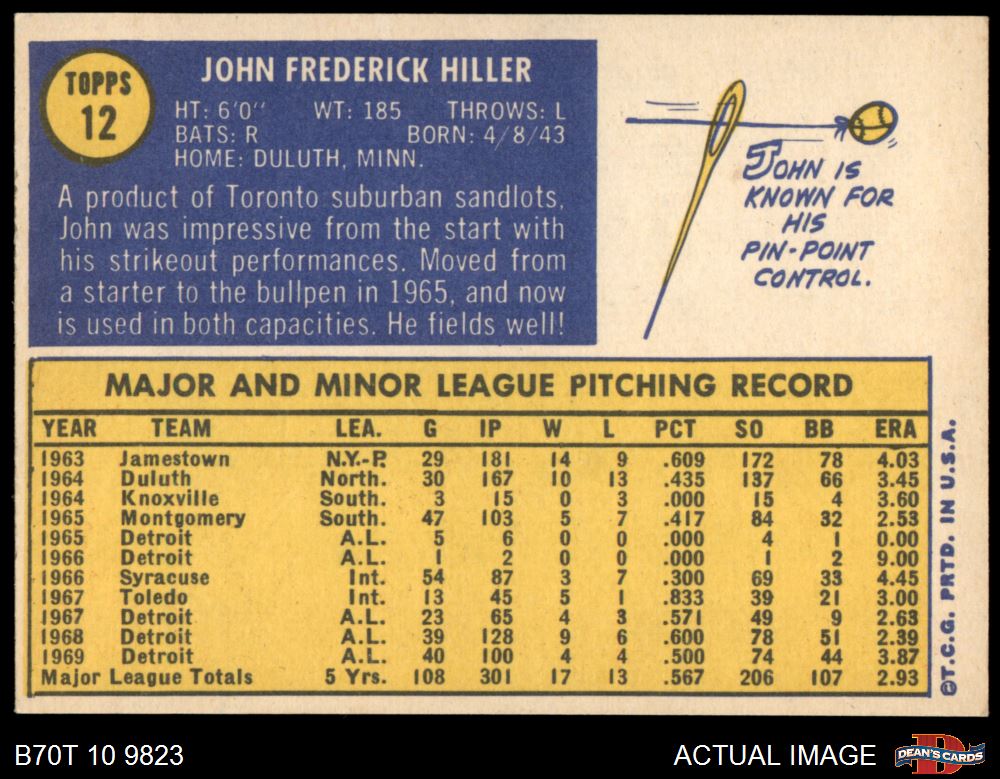 TOPPS
12
JOHN FREDERICK HILLER
HT: 6'0" WT: 185 THROWS: L
BATS: R BORN: 4/8/43
HOME: DULUTH, MINN.
A product of Toronto suburban sandlots,
John was impressive from the start with
his strikeout performances. Moved from
a starter to the bullpen in 1965, and now
is used in both capacities. He fields well!
JOHN IS
KNOWN FOR
HIS
PIN-POINT
CONTROL.
MAJOR AND MINOR LEAGUE PITCHING RECORD
YEAR TEAM LEA. G IP W L PCT SO BB ERA
1963 Jamestown N.Y.-P. 29 181 14 9 .609 172 78 4.03
1964 Duluth North. 30 167 10 13 .435 137 66 3.45
1964 Knoxville South. 3 15 0 3 .000 15 4 3.60
1965 Montgomery South. 47 103 5 7 .417 84 32 2.53
1965 Detroit A.L. 5 6 0 0 .000 4 1 0.00
1966 Detroit A.L. 1 2 0 0 .000 1 2 9.00
1966 Syracuse Int. 54 87 3 7 .300 69 33 4.45
1967 Toledo Int. 13 45 5 1 .833 39 21 3.00
1967 Detroit A.L. 23 65 4 3 .571 49 9 2.63
1968 Detroit A.L. 39 128 9 6 .600 78 51 2.39
1969 Detroit A.L. 40 100 4 4 .500 74 44 3.87
Major League Totals 5 Yrs. 108 301 17 13 .567 206 107 2.93
©T.C.G. PRTD. IN U.S.A.
B70T 10 9823
ACTUAL IMAGE
DEAN'S CARDS